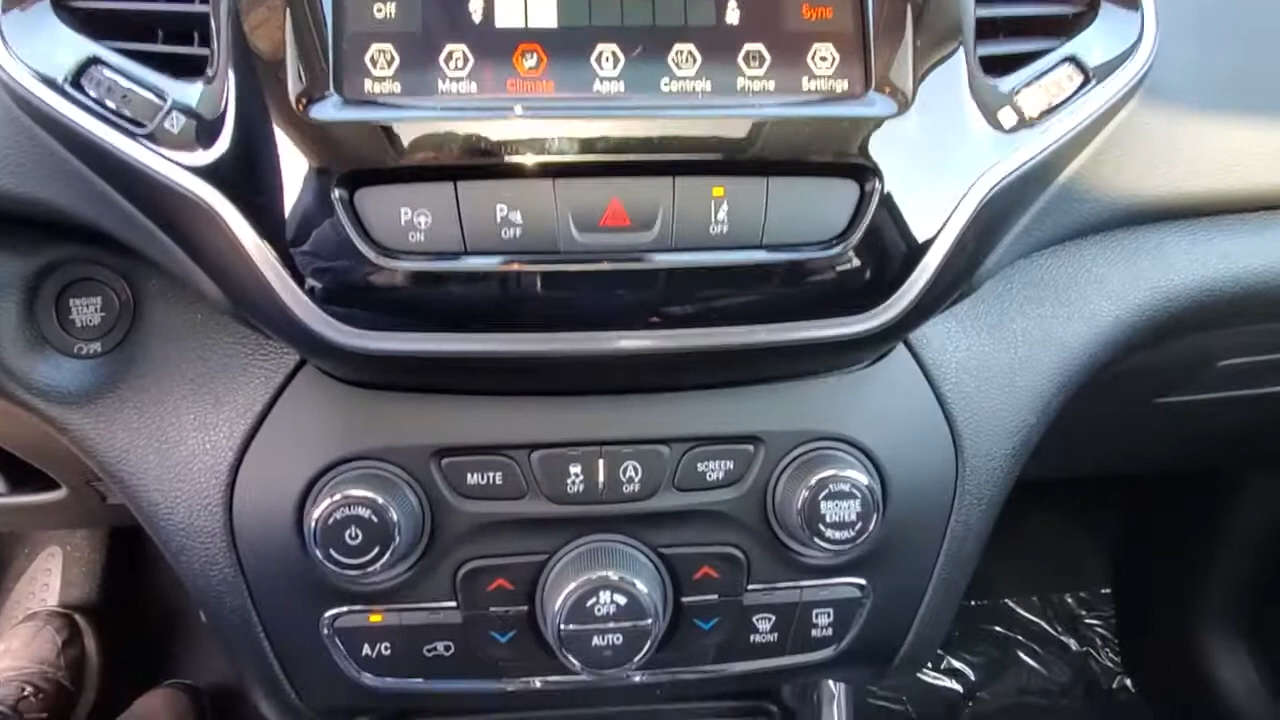 Off
Sync
Radio Media Climate Apps Controls Phone Settings
P ON
P OFF
OFF
ENGINE
START
STOP
MUTE
OFF
A
OFF
SCREEN
OFF
VOLUME
TUNE
BROWSE
ENTER
SCROLL
OFF
AUTO
A/C
FRONT
REAR